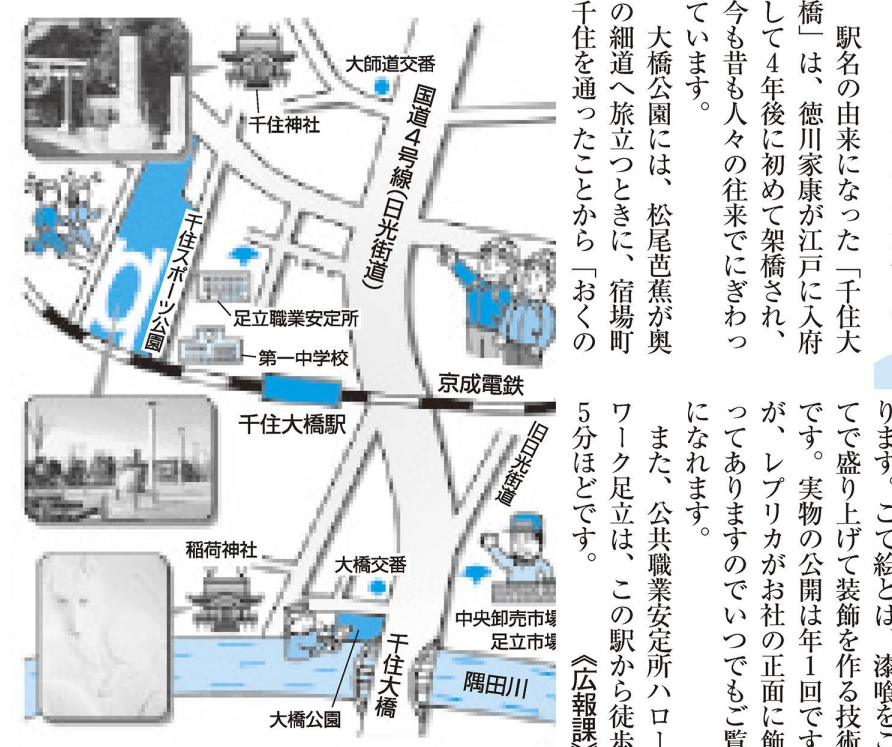 駅名の由来になった「千住大
橋」は、徳川家康が江戸に入府
して4年後に初めて架橋され、
今も昔も人々の往来でにぎわっ
ています。
大橋公園には、松尾芭蕉が奥
の細道へ旅立つときに、宿場町
千住を通ったことから「おくの
ります。こて絵とは、漆喰をこ
てで盛り上げて装飾を作る技術
です。実物の公開は年1回です
が、レプリカがお社の正面に飾
ってありますのでいつでもご覧
になれます。
また、公共職業安定所ハロー
ワーク足立は、この駅から徒歩
5分ほどです。
《広報課》
大師道交番
千住神社
国道4号線(日光街道)
千住スポーツ公園
足立職業安定所
第一中学校
京成電鉄
千住大橋駅
旧日光街道
稲荷神社
大橋交番
中央卸売市場
足立市場
千住大橋
隅田川
大橋公園